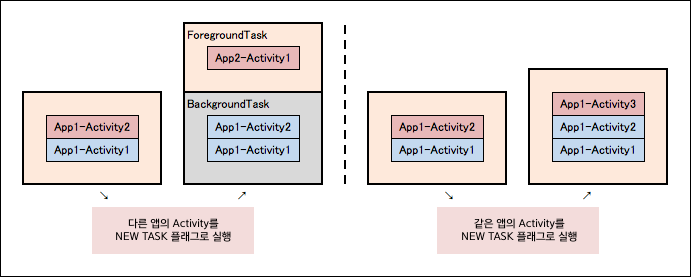 ForegroundTask
App2-Activity1
BackgroundTask
App1-Activity2
App1-Activity1
App1-Activity2
App1-Activity1
다른 앱의 Activity를
NEW TASK 플래그로 실행
App1-Activity2
App1-Activity1
App1-Activity3
App1-Activity2
App1-Activity1
같은 앱의 Activity를
NEW TASK 플래그로 실행